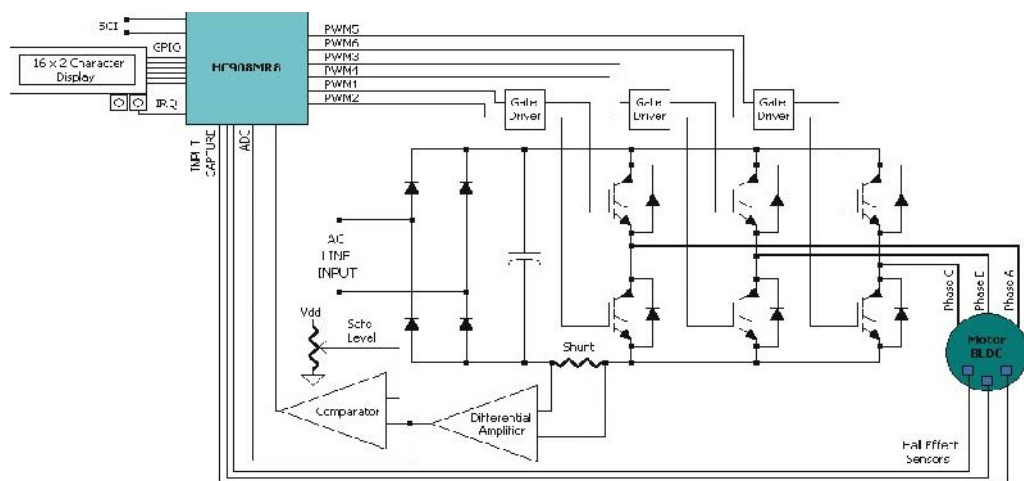 SCI
GPIO
16 x 2 Character
Display
IRQ
HC908MR8
PWM5
PWM6
PWM3
PWM4
PWM1
PWM2
Gate
Driver
Gate
Driver
Gate
Driver
INPUT
CAPTURE
ADC
AC
LINE
INPUT
Vdd
Level
Shunt
Comparator
Differential
Amplifier
Phase C
Phase B
Phase A
Motor
BLDC
Hall Effect
Sensors